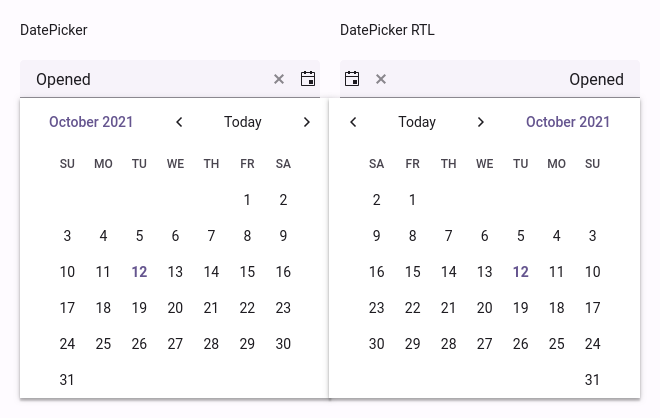 DatePicker
Opened
October 2021 Today
SU MO TU WE TH FR SA
1 2
3 4 5 6 7 8 9
10 11 12 13 14 15 16
17 18 19 20 21 22 23
24 25 26 27 28 29 30
31
DatePicker RTL
Opened
Today October 2021
SA FR TH WE TU MO SU
2 1
9 8 7 6 5 4 3
16 15 14 13 12 11 10
23 22 21 20 19 18 17
30 29 28 27 26 25 24
31